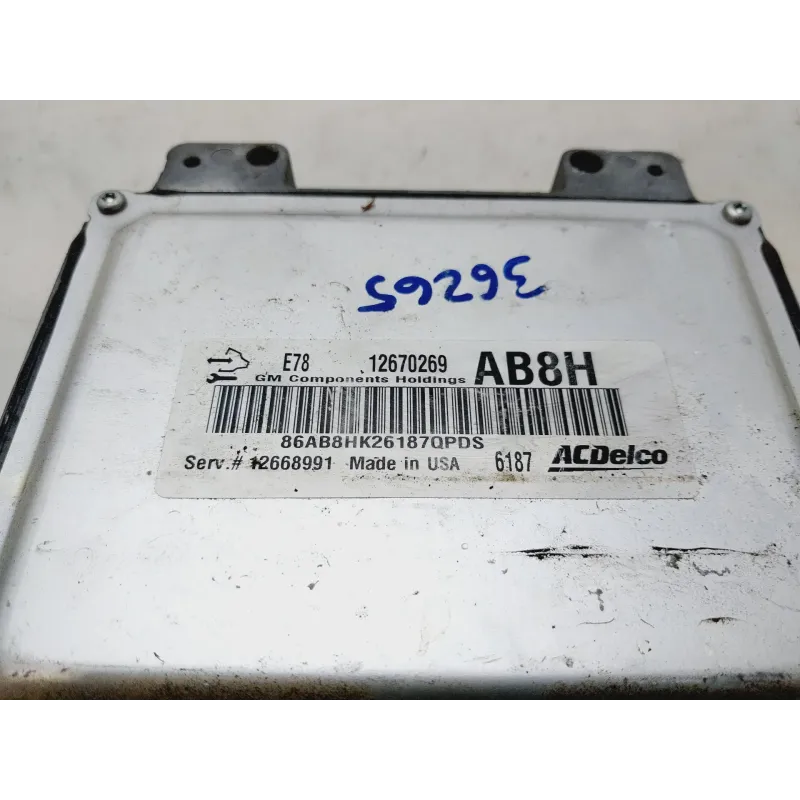 36265
E78 12670269 AB8H
GM Components Holdings
86AB8HK26187QPDS
Serv.# 12668991 Made in USA 6187 ACDelco